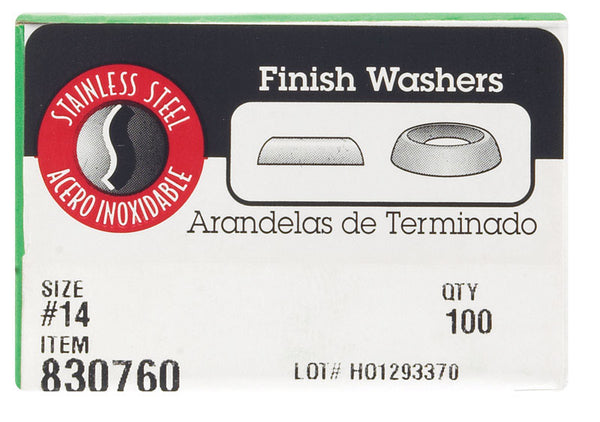 STAINLESS STEEL
ACERO INOXIDABLE
Finish Washers
Arandelas de Terminado
SIZE
#14
QTY
100
ITEM
830760
LOT# H01293370